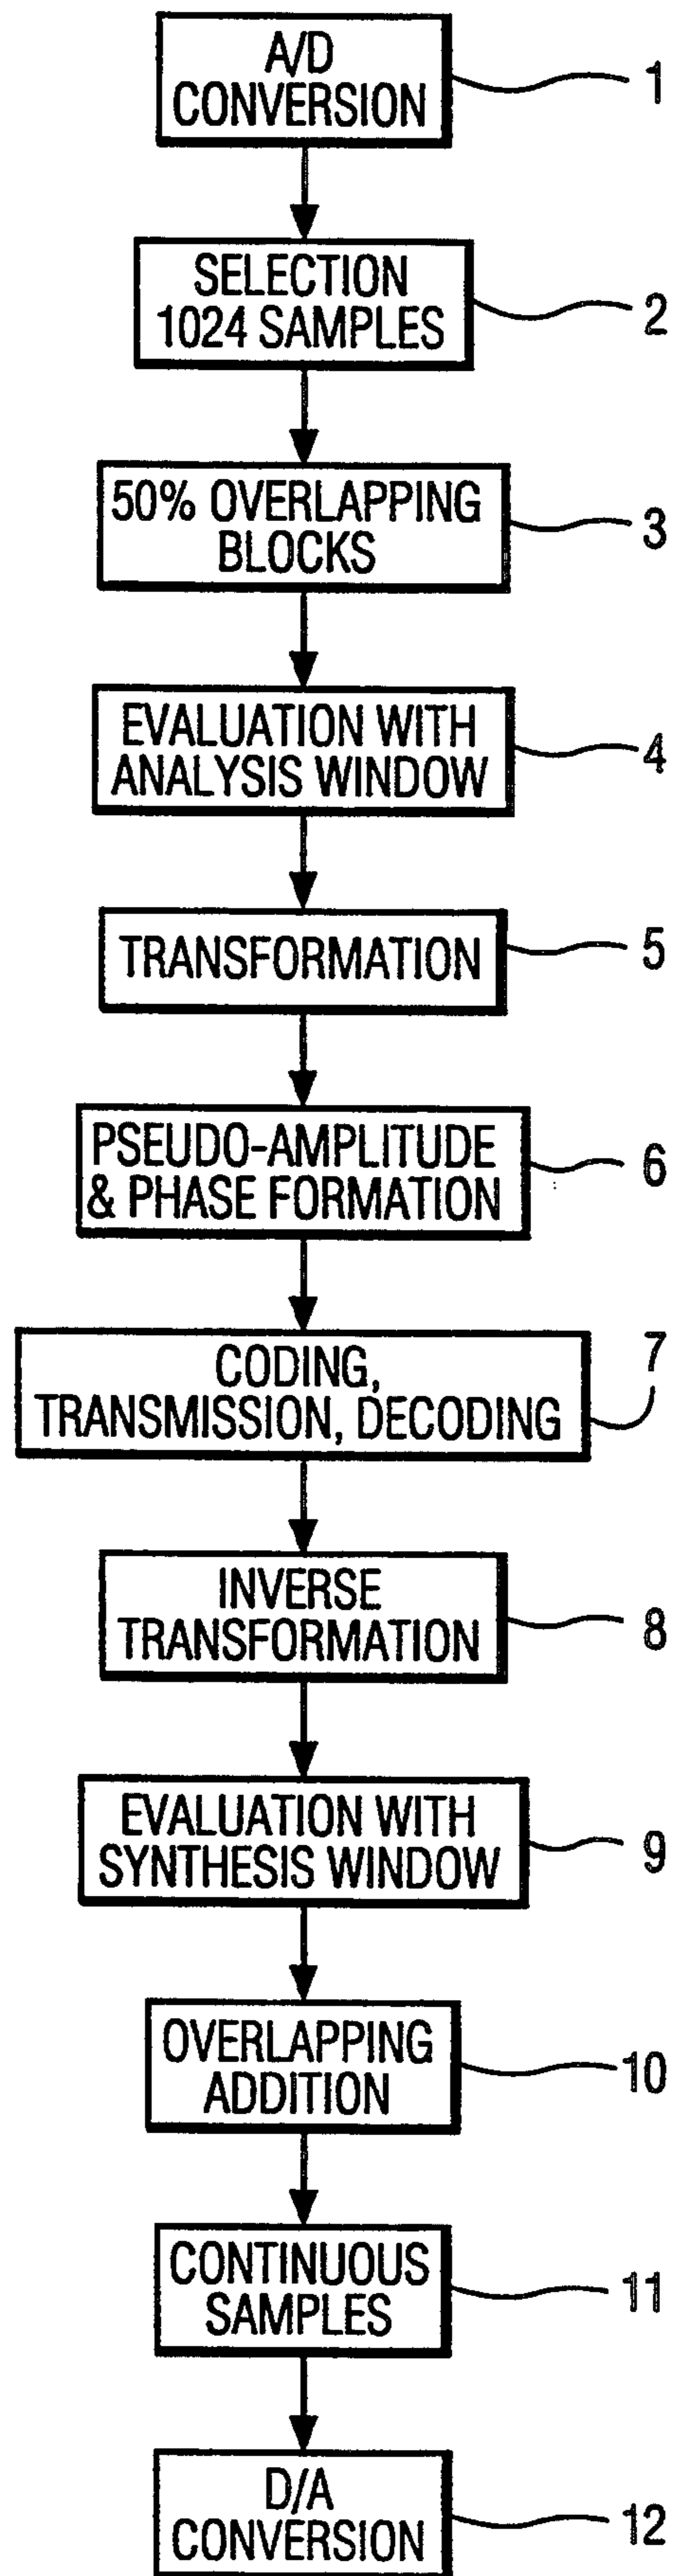 A/D
CONVERSION
1
SELECTION
1024 SAMPLES
2
50% OVERLAPPING
BLOCKS
3
EVALUATION WITH
ANALYSIS WINDOW
4
TRANSFORMATION
5
PSEUDO-AMPLITUDE
& PHASE FORMATION
6
CODING,
TRANSMISSION, DECODING
7
INVERSE
TRANSFORMATION
8
EVALUATION WITH
SYNTHESIS WINDOW
9
OVERLAPPING
ADDITION
10
CONTINUOUS
SAMPLES
11
D/A
CONVERSION
12